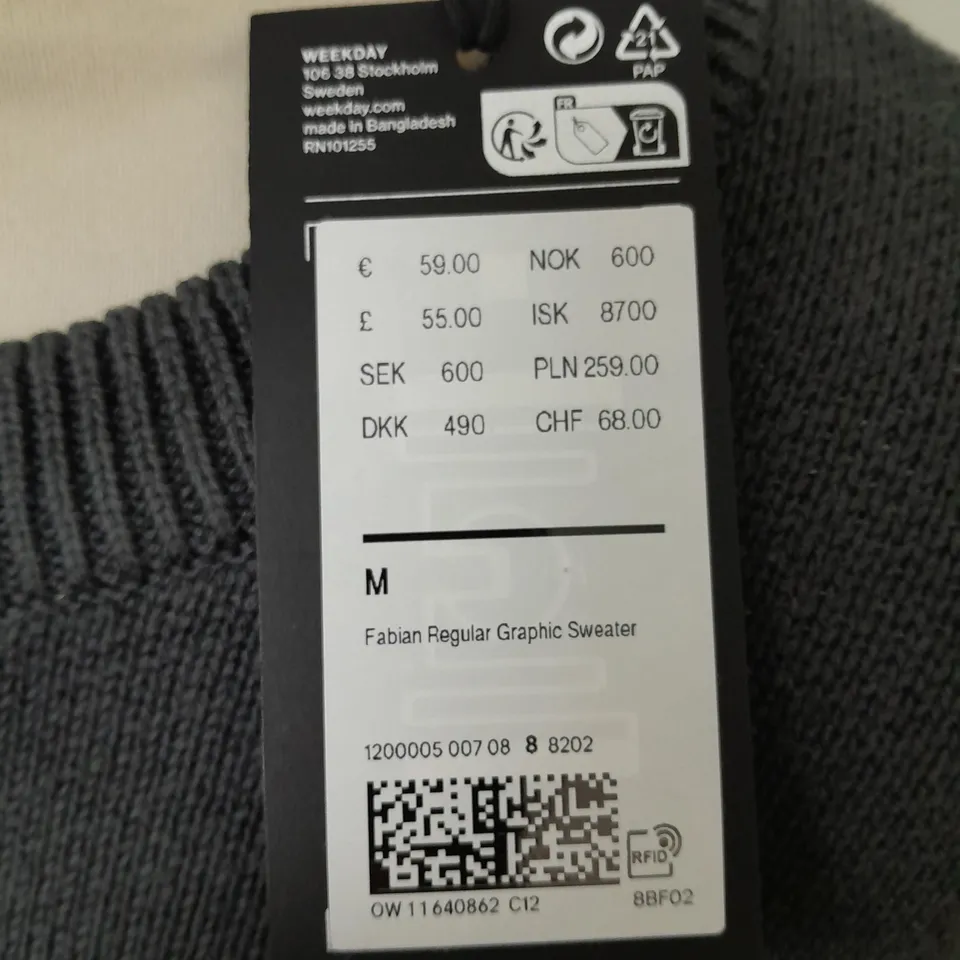 WEEKDAY
106 38 Stockholm
Sweden
weekday.com
made in Bangladesh
RN101255
21
PAP
FR
€ 59.00 NOK 600
£ 55.00 ISK 8700
SEK 600 PLN 259.00
DKK 490 CHF 68.00
M
Fabian Regular Graphic Sweater
1200005 007 08 8 8202
RFID
OW 11 640862 C12 8BF02